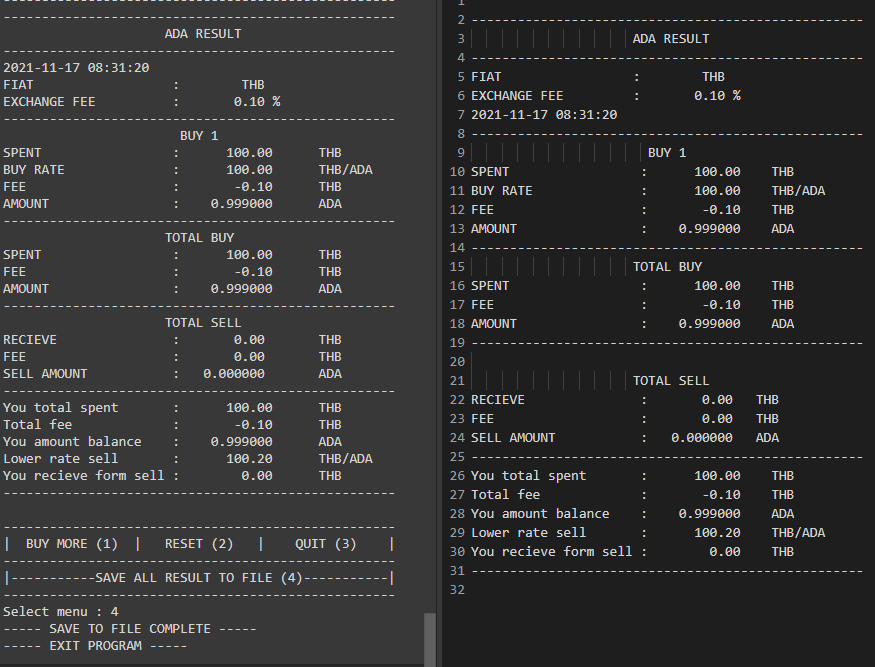 -----------------------------------------------
-----------------------------------------------
ADA RESULT
---------------------------------------------------
2021-11-17 08:31:20
FIAT : THB
EXCHANGE FEE : 0.10 %
---------------------------------------------------
BUY 1
SPENT : 100.00 THB
BUY RATE : 100.00 THB/ADA
FEE : -0.10 THB
AMOUNT : 0.999000 ADA
---------------------------------------------------
TOTAL BUY
SPENT : 100.00 THB
FEE : -0.10 THB
AMOUNT : 0.999000 ADA
---------------------------------------------------
TOTAL SELL
RECIEVE : 0.00 THB
FEE : 0.00 THB
SELL AMOUNT : 0.000000 ADA
---------------------------------------------------
You total spent : 100.00 THB
Total fee : -0.10 THB
You amount balance : 0.999000 ADA
Lower rate sell : 100.20 THB/ADA
You recieve form sell : 0.00 THB
---------------------------------------------------
---------------------------------------------------
| BUY MORE (1) | RESET (2) | QUIT (3) |
---------------------------------------------------
|-----------SAVE ALL RESULT TO FILE (4)-----------|
---------------------------------------------------
Select menu : 4
----- SAVE TO FILE COMPLETE -----
----- EXIT PROGRAM -----
1
2 ---------------------------------------------------
3 ADA RESULT
4 ---------------------------------------------------
5 FIAT : THB
6 EXCHANGE FEE : 0.10 %
7 2021-11-17 08:31:20
8 ---------------------------------------------------
9 BUY 1
10 SPENT : 100.00 THB
11 BUY RATE : 100.00 THB/ADA
12 FEE : -0.10 THB
13 AMOUNT : 0.999000 ADA
14 ---------------------------------------------------
15 TOTAL BUY
16 SPENT : 100.00 THB
17 FEE : -0.10 THB
18 AMOUNT : 0.999000 ADA
19 ---------------------------------------------------
20
21 TOTAL SELL
22 RECIEVE : 0.00 THB
23 FEE : 0.00 THB
24 SELL AMOUNT : 0.000000 ADA
25 ---------------------------------------------------
26 You total spent : 100.00 THB
27 Total fee : -0.10 THB
28 You amount balance : 0.999000 ADA
29 Lower rate sell : 100.20 THB/ADA
30 You recieve form sell : 0.00 THB
31 ---------------------------------------------------
32